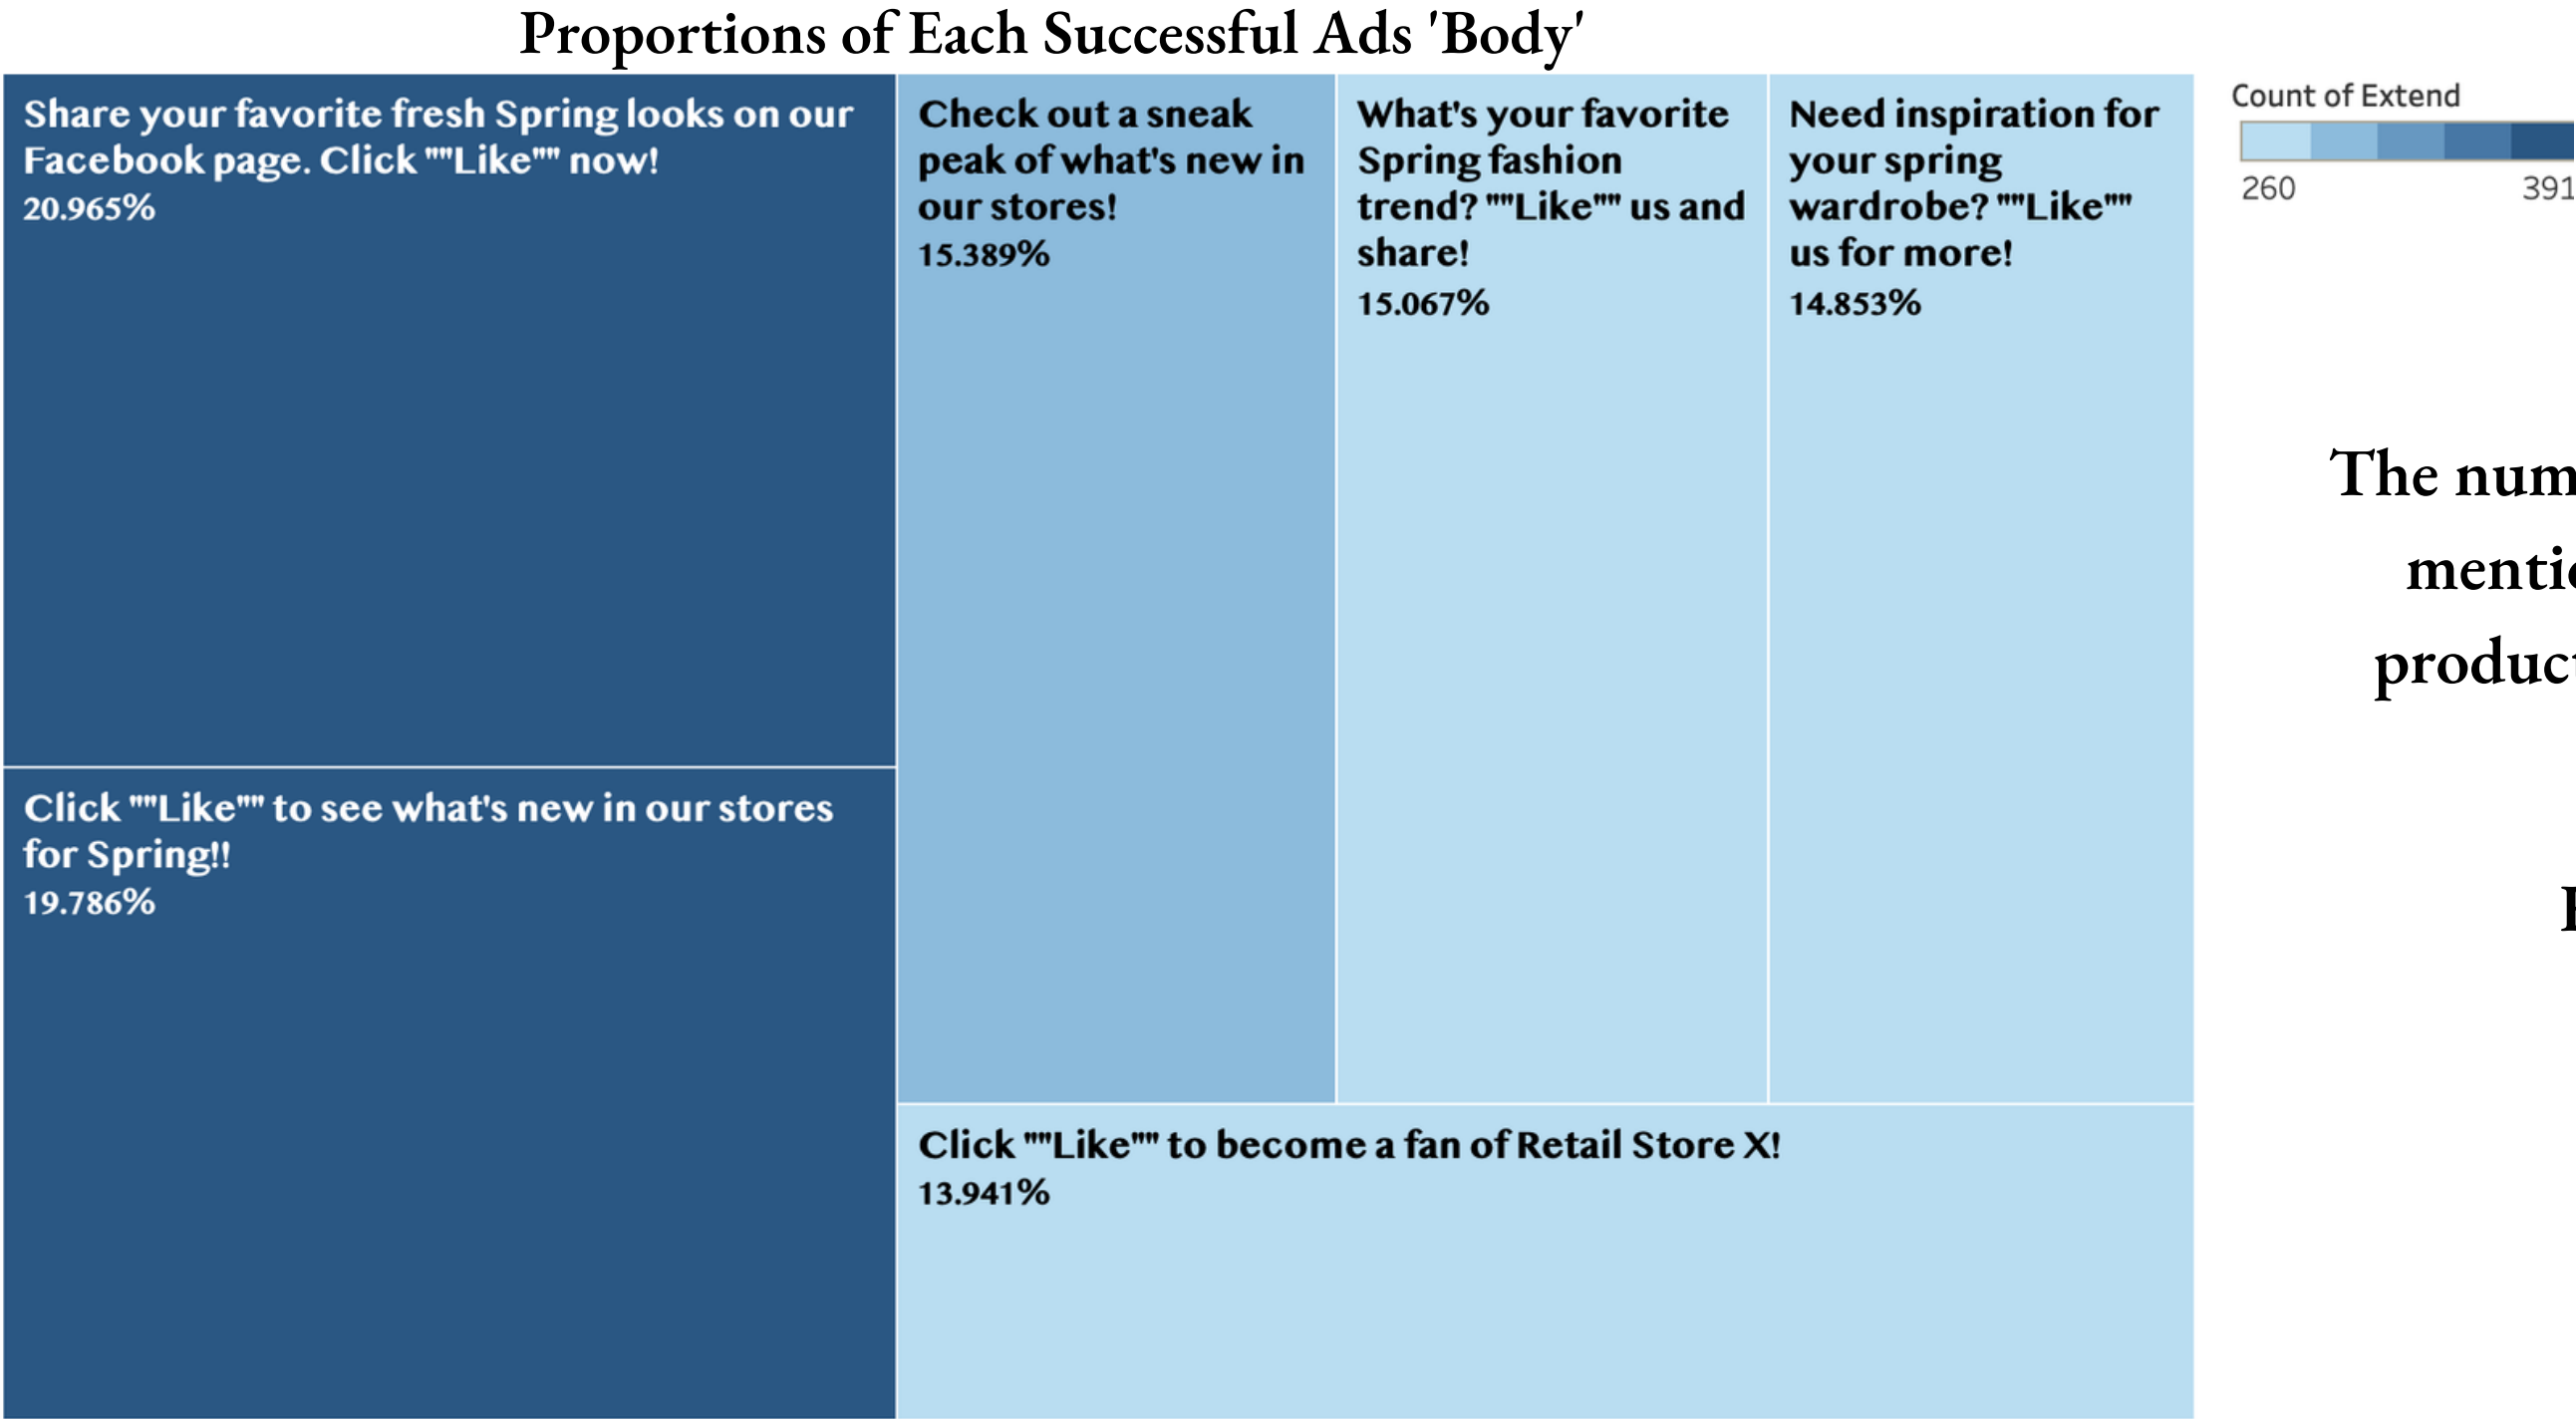 Proportions of Each Successful Ads 'Body'
Share your favorite fresh Spring looks on our
Facebook page. Click ""Like"" now!
20.965%
Click ""Like"" to see what's new in our stores
for Spring!!
19.786%
Check out a sneak
peak of what's new in
our stores!
15.389%
What's your favorite
Spring fashion
trend? ""Like"" us and
share!
15.067%
Need inspiration for
your spring
wardrobe? ""Like""
us for more!
14.853%
Click ""Like"" to become a fan of Retail Store X!
13.941%
Count of Extend
260 391
The